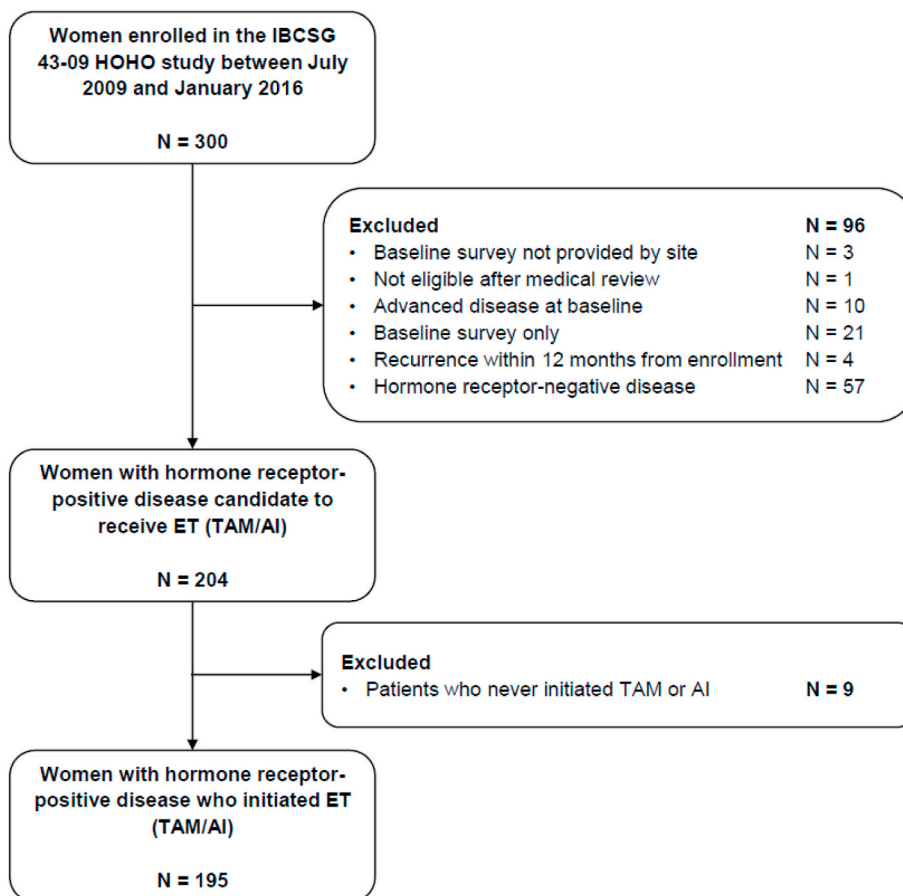 Women enrolled in the IBCSG
43-09 HOHO study between July
2009 and January 2016
N = 300
Excluded N = 96
• Baseline survey not provided by site N = 3
• Not eligible after medical review N = 1
• Advanced disease at baseline N = 10
• Baseline survey only N = 21
• Recurrence within 12 months from enrollment N = 4
• Hormone receptor-negative disease N = 57
Women with hormone receptor-
positive disease candidate to
receive ET (TAM/AI)
N = 204
Excluded
• Patients who never initiated TAM or AI N = 9
Women with hormone receptor-
positive disease who initiated ET
(TAM/AI)
N = 195